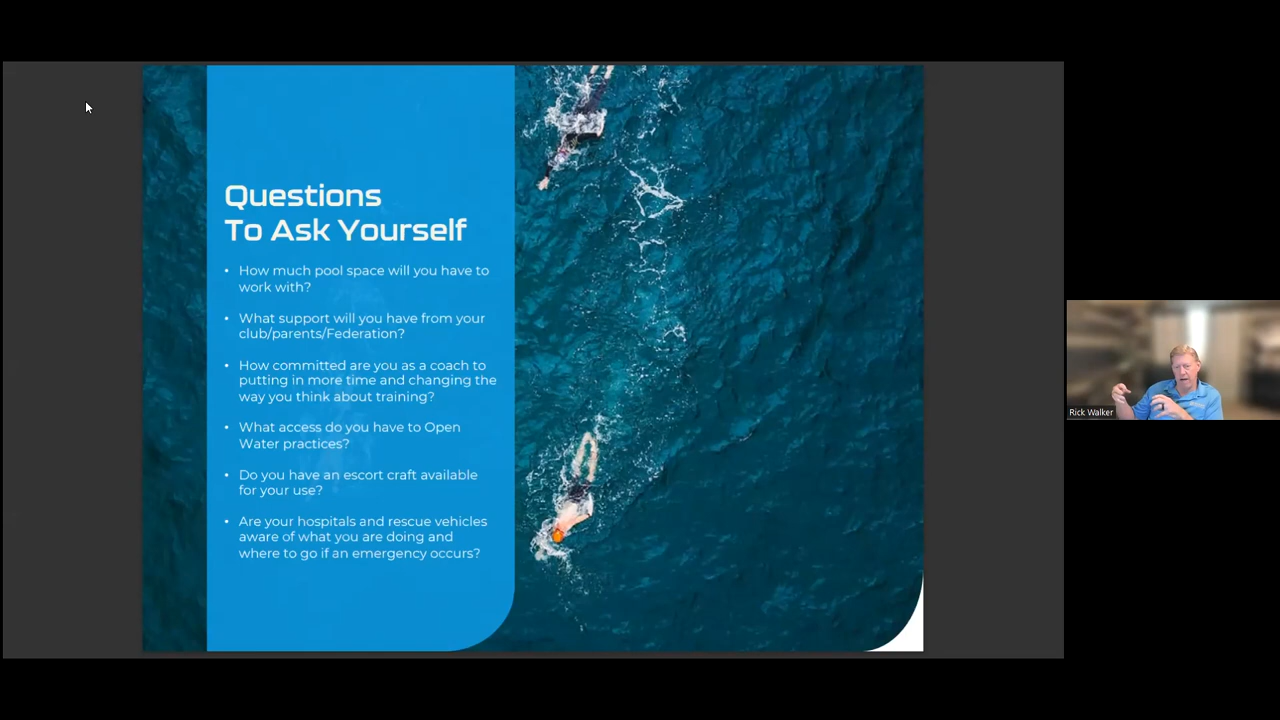 Questions
To Ask Yourself
• How much pool space will you have to
work with?
• What support will you have from your
club/parents/Federation?
• How committed are you as a coach to
putting in more time and changing the
way you think about training?
• What access do you have to Open
Water practices?
• Do you have an escort craft available
for your use?
• Are your hospitals and rescue vehicles
aware of what you are doing and
where to go if an emergency occurs?
Rick Walker